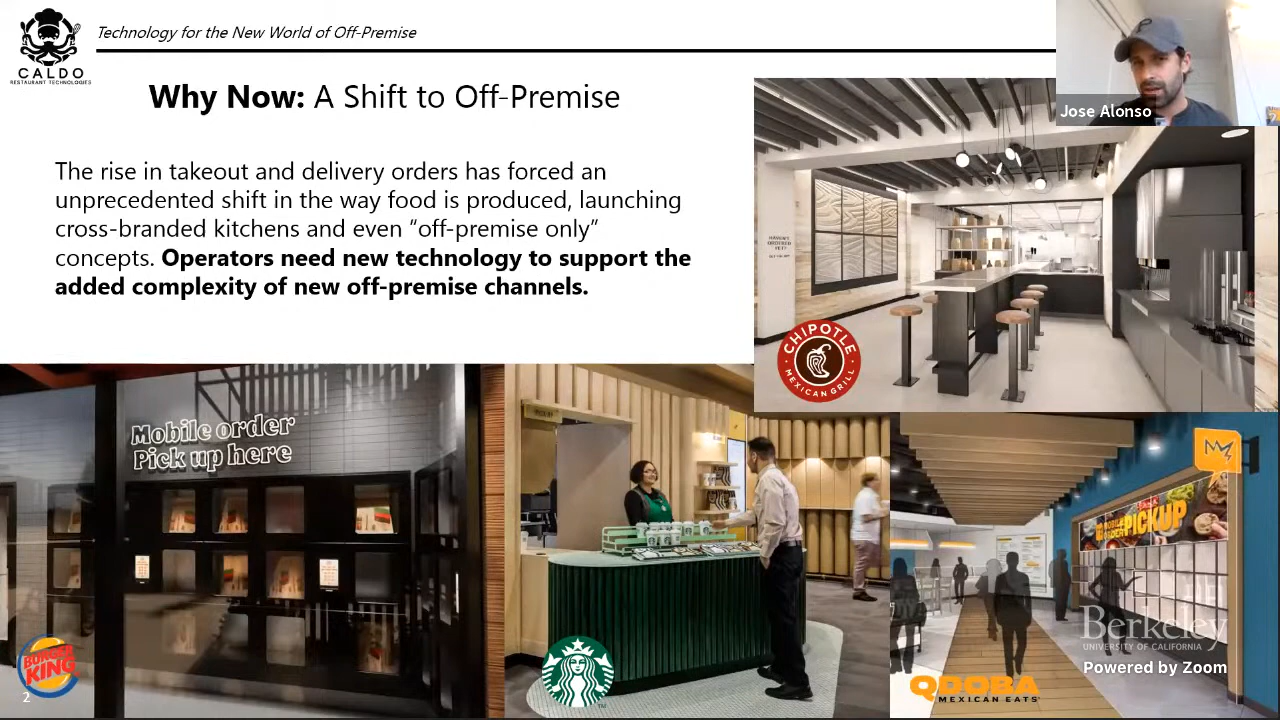 Technology for the New World of Off-Premise
CALDO
RESTAURANT TECHNOLOGIES
Why Now: A Shift to Off-Premise
Jose Alonso
The rise in takeout and delivery orders has forced an
unprecedented shift in the way food is produced, launching
cross-branded kitchens and even “off-premise only”
concepts. Operators need new technology to support the
added complexity of new off-premise channels.
CHIPOTLE
MEXICAN GRILL
Mobile order
Pick up here
PICKUP
BURGER
KING
2
TM
QDOBA
MEXICAN EATS
Berkeley
UNIVERSITY OF CALIFORNIA
Powered by Zoom